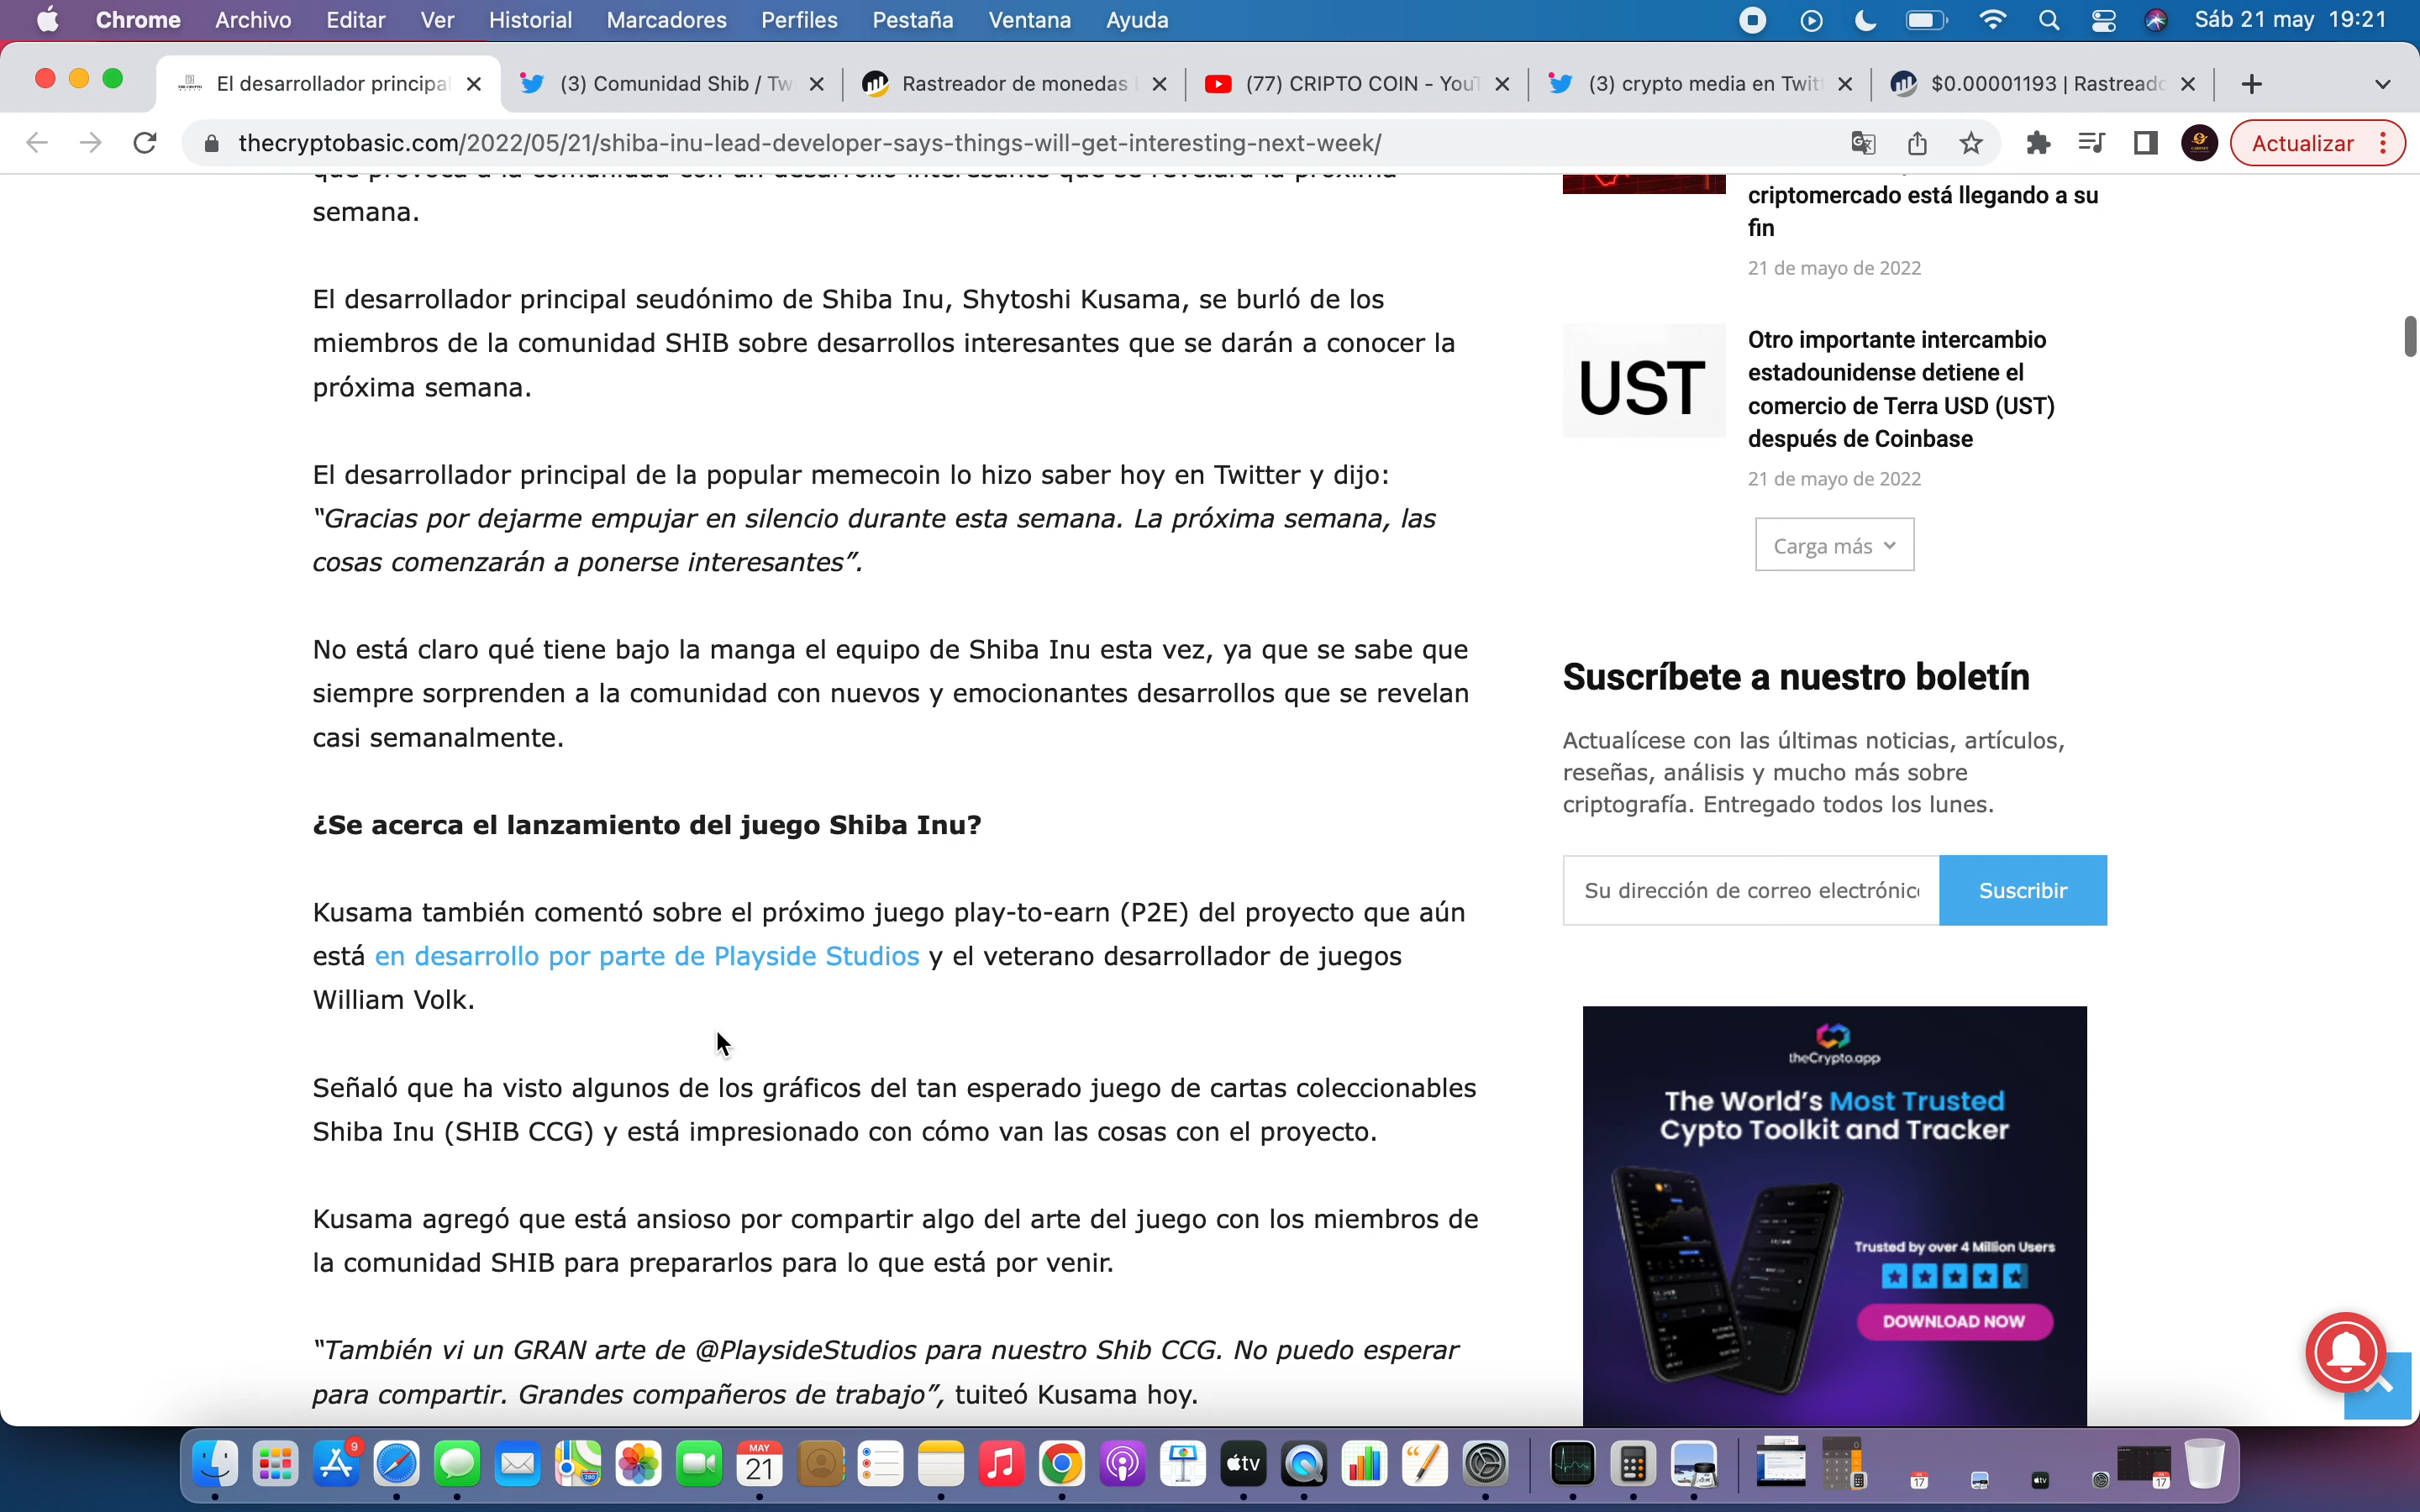 Chrome Archivo Editar Ver Historial Marcadores Perfiles Pestaña Ventana Ayuda Sáb 21 may 19:21
El desarrollador principal (3) Comunidad Shib / Tw Rastreador de monedas (77) CRIPTO COIN - YouT (3) crypto media en Twitt $0.00001193 | Rastreado
thecryptobasic.com/2022/05/21/shiba-inu-lead-developer-says-things-will-get-interesting-next-week/ Actualizar
que provoca a la comunidad con un desarrollo interesante que se revelará la próxima
semana.
El desarrollador principal seudónimo de Shiba Inu, Shytoshi Kusama, se burló de los
miembros de la comunidad SHIB sobre desarrollos interesantes que se darán a conocer la
próxima semana.
El desarrollador principal de la popular memecoin lo hizo saber hoy en Twitter y dijo:
“Gracias por dejarme empujar en silencio durante esta semana. La próxima semana, las
cosas comenzarán a ponerse interesantes”.
No está claro qué tiene bajo la manga el equipo de Shiba Inu esta vez, ya que se sabe que
siempre sorprenden a la comunidad con nuevos y emocionantes desarrollos que se revelan
casi semanalmente.
¿Se acerca el lanzamiento del juego Shiba Inu?
Kusama también comentó sobre el próximo juego play-to-earn (P2E) del proyecto que aún
está en desarrollo por parte de Playside Studios y el veterano desarrollador de juegos
William Volk.
Señaló que ha visto algunos de los gráficos del tan esperado juego de cartas coleccionables
Shiba Inu (SHIB CCG) y está impresionado con cómo van las cosas con el proyecto.
Kusama agregó que está ansioso por compartir algo del arte del juego con los miembros de
la comunidad SHIB para prepararlos para lo que está por venir.
“También vi un GRAN arte de @PlaysideStudios para nuestro Shib CCG. No puedo esperar
para compartir. Grandes compañeros de trabajo”, tuiteó Kusama hoy.
criptomercado está llegando a su
fin
21 de mayo de 2022
UST
Otro importante intercambio
estadounidense detiene el
comercio de Terra USD (UST)
después de Coinbase
21 de mayo de 2022
Carga más
Suscríbete a nuestro boletín
Actualícese con las últimas noticias, artículos,
reseñas, análisis y mucho más sobre
criptografía. Entregado todos los lunes.
Su dirección de correo electrónic Suscribir
theCrypto.app
The World's Most Trusted
Cypto Toolkit and Tracker
Trusted by over 4 Million Users
DOWNLOAD NOW
9
MAY
21
280
tv
17
tv
17